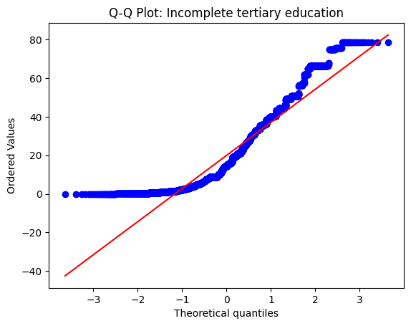 Q-Q Plot: Incomplete tertiary education
Ordered Values
80
60
40
20
0
−20
−40
−3 −2 −1 0 1 2 3
Theoretical quantiles